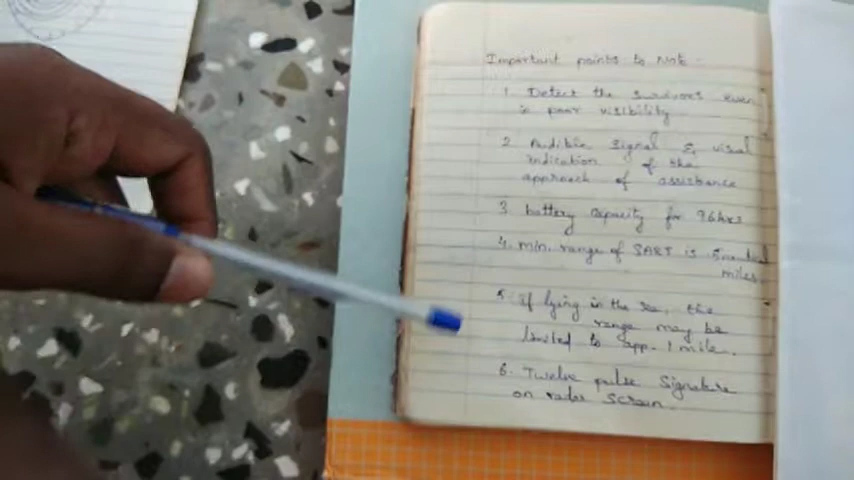 Important points to Note
1. Detect the survivors even
in poor visibility
2. Audible signal & visual
indication of the
approach of assistance
3 battery capacity for 96 hrs
4. min. range of SART is 5 nautical
miles.
5. If lying in the sea, the
range may be
limited to app. 1 mile.
6. Twelve pulse signature
on radar screen.